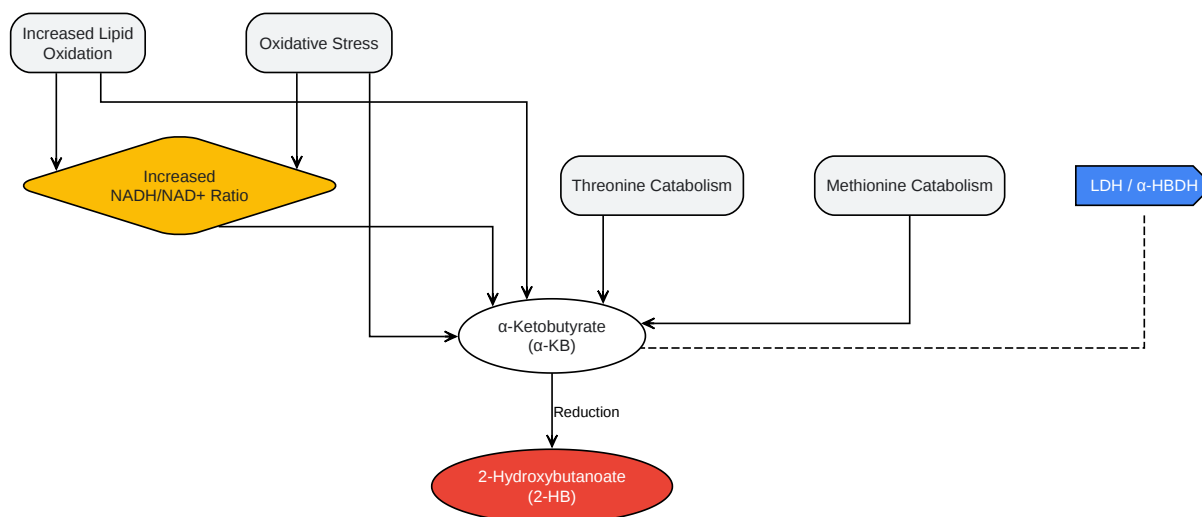 Increased Lipid
Oxidation
Oxidative Stress
Increased
NADH/NAD+ Ratio
Threonine Catabolism
Methionine Catabolism
LDH / α-HBDH
α-Ketobutyrate
(α-KB)
Reduction
2-Hydroxybutanoate
(2-HB)